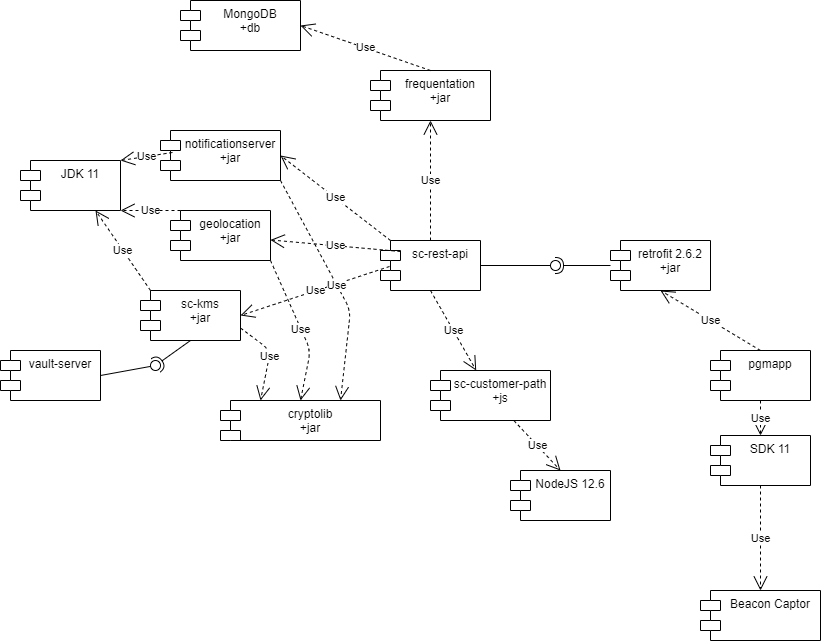 MongoDB
+db
Use
frequentation
+jar
notificationserver
+jar
Use
JDK 11
Use
Use
Use
geolocation
+jar
Use
Use
sc-rest-api
retrofit 2.6.2
+jar
Use
Use
Use
sc-kms
+jar
Use
Use
Use
Use
vault-server
pgmapp
sc-customer-path
+js
cryptolib
+jar
Use
Use
SDK 11
NodeJS 12.6
Use
Beacon Captor